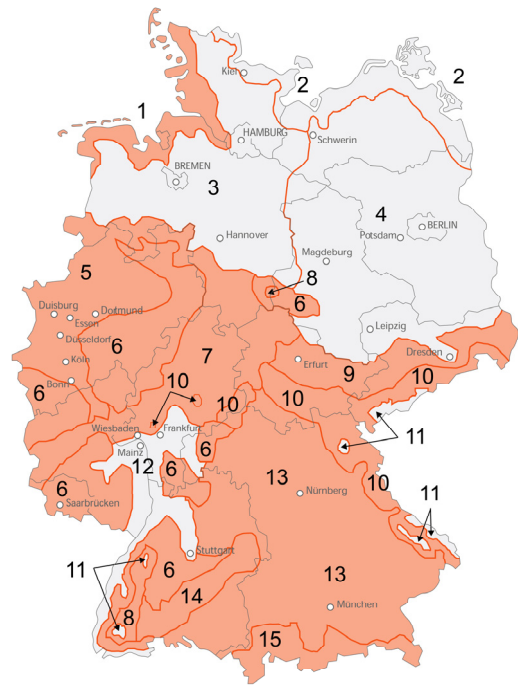 Kiel
2
2
1
HAMBURG
Schwerin
BREMEN
3
4
BERLIN
Potsdam
Hannover
Magdeburg
5
8
6
Duisburg
Dortmund
Essen
Düsseldorf
6
Leipzig
7
Köln
Erfurt
Dresden
9
Bonn
6
10
10
10
10
Wiesbaden
Frankfurt
11
Mainz
12
6
6
13
10
6
Saarbrücken
Nürnberg
11
Stuttgart
11
6
14
13
8
München
15